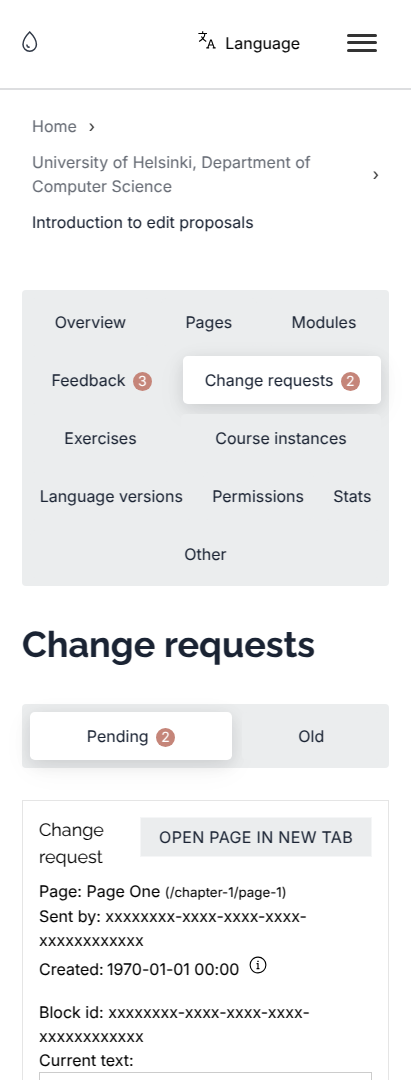 Language
Home ›
University of Helsinki, Department of
Computer Science ›
Introduction to edit proposals
Overview Pages Modules
Feedback 3 Change requests 2
Exercises Course instances
Language versions Permissions Stats
Other
Change requests
Pending 2 Old
Change
request
OPEN PAGE IN NEW TAB
Page: Page One (/chapter-1/page-1)
Sent by: xxxxxxxx-xxxx-xxxx-xxxx-
xxxxxxxxxxxx
Created: 1970-01-01 00:00
Block id: xxxxxxxx-xxxx-xxxx-xxxx-
xxxxxxxxxxxx
Current text: